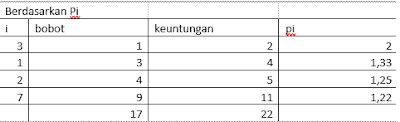 Berdasarkan Pi
i bobot keuntungan pi
3 1 2 2
1 3 4 1,33
2 4 5 1,25
7 9 11 1,22
17 22